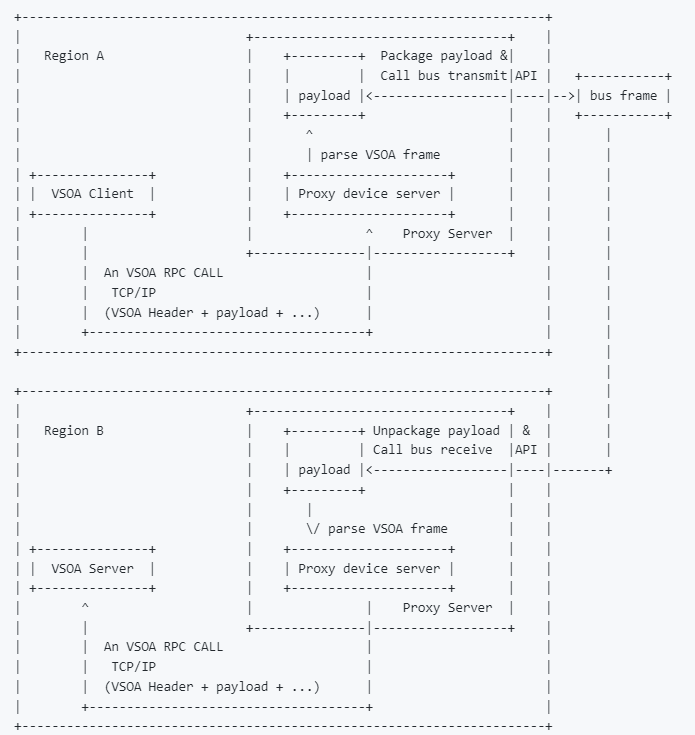 Region A
Package payload &
Call bus transmit API
payload
bus frame
parse VSOA frame
VSOA Client
Proxy device server
Proxy Server
An VSOA RPC CALL
TCP/IP
(VSOA Header + payload + ...)
Region B
Unpackage payload &
Call bus receive API
payload
parse VSOA frame
VSOA Server
Proxy device server
Proxy Server
An VSOA RPC CALL
TCP/IP
(VSOA Header + payload + ...)